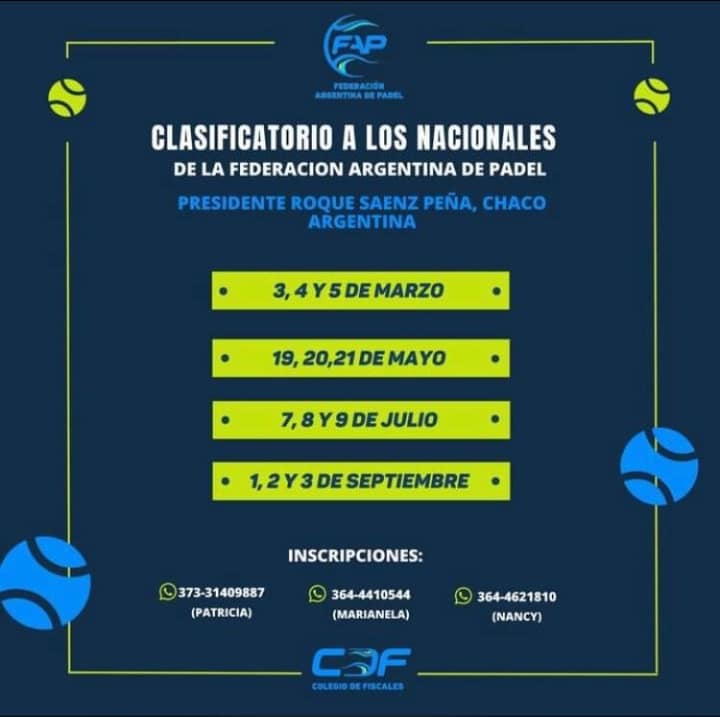 FAP
FEDERACIÓN
ARGENTINA DE PADEL
CLASIFICATORIO A LOS NACIONALES
DE LA FEDERACION ARGENTINA DE PADEL
PRESIDENTE ROQUE SAENZ PEÑA, CHACO
ARGENTINA
3, 4 Y 5 DE MARZO
19, 20,21 DE MAYO
7, 8 Y 9 DE JULIO
1, 2 Y 3 DE SEPTIEMBRE
INSCRIPCIONES:
373-31409887
(PATRICIA)
364-4410544
(MARIANELA)
364-4621810
(NANCY)
CDF
COLEGIO DE FISCALES